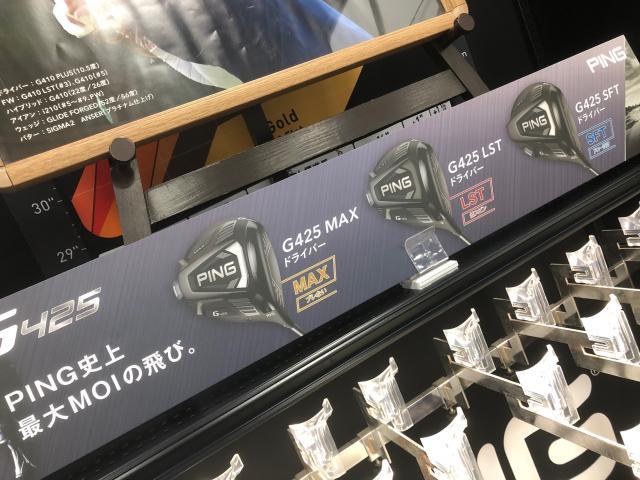 ドライバー：G410 PLUS(10.5度)
FW：G410 LST(#3)、G410(#5)
ハイブリッド：G410(22度/26度)
アイアン：i210(#5~#9・PW)
ウェッジ：GLIDE FORGED(52度/56度)
パター：SIGMA2 ANSER(プラチナム仕上げ)
Gold
30"
29"
PING
G425 SFT
ドライバー
SFT
PING
G425 LST
ドライバー
LST
PING
G425 MAX
ドライバー
MAX
ブレない
PING
G425
PING史上
最大MOIの飛び。